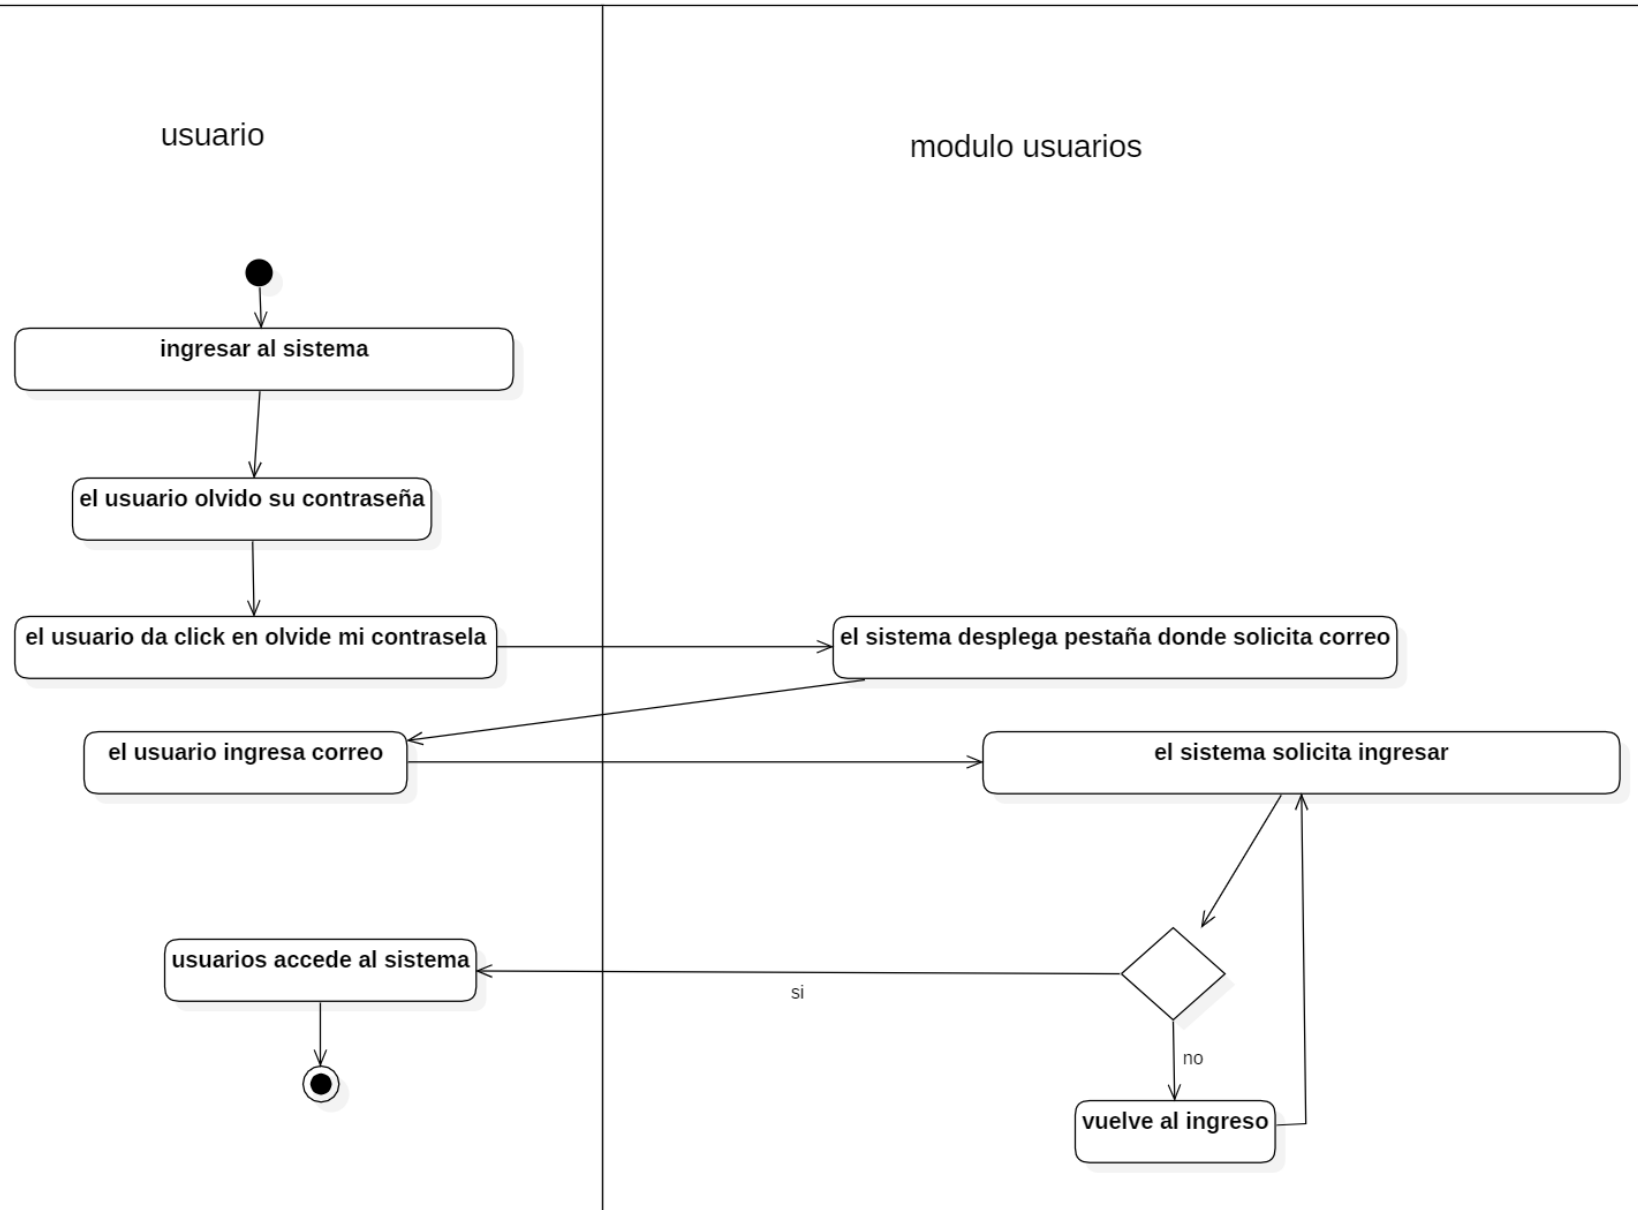 usuario
modulo usuarios
ingresar al sistema
el usuario olvido su contraseña
el usuario da click en olvide mi contrasela
el sistema desplega pestaña donde solicita correo
el usuario ingresa correo
el sistema solicita ingresar
usuarios accede al sistema
si
no
vuelve al ingreso